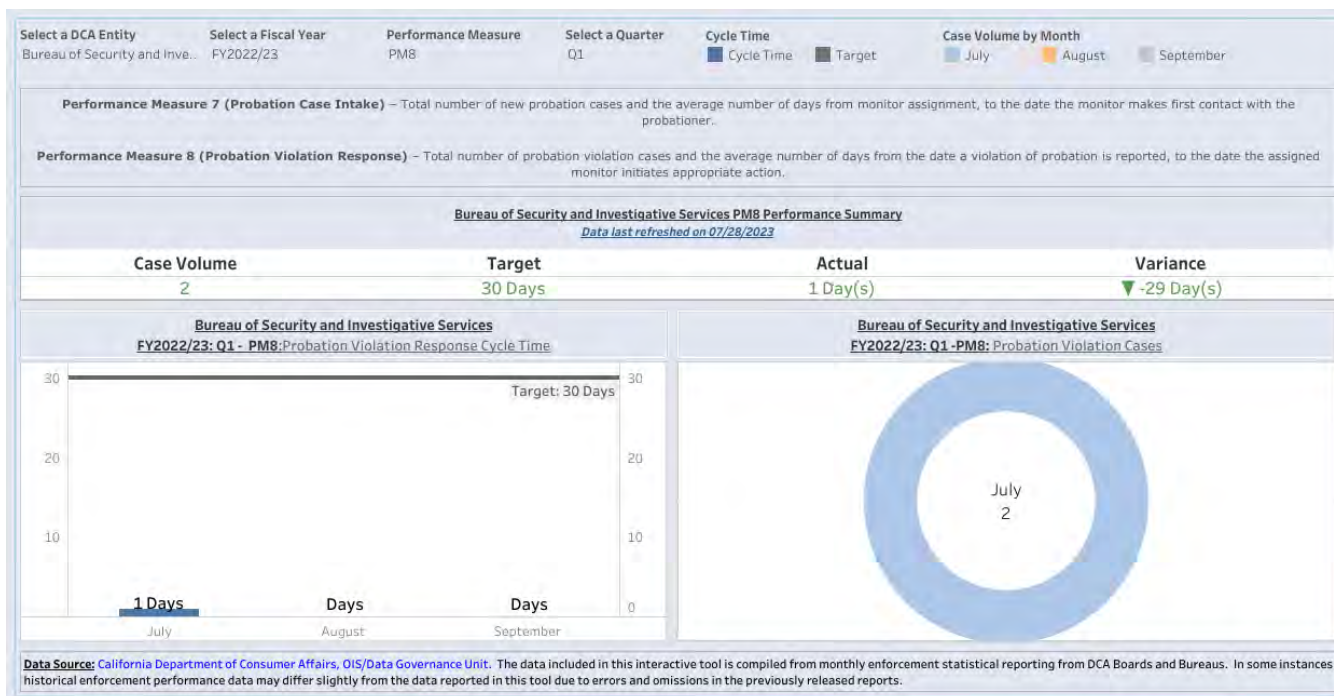 Select a DCA Entity Select a Fiscal Year Performance Measure Select a Quarter Cycle Time Case Volume by Month
Bureau of Security and Inve.. FY2022/23 PM8 Q1 Cycle Time Target July August September
Performance Measure 7 (Probation Case Intake) – Total number of new probation cases and the average number of days from monitor assignment, to the date the monitor makes first contact with the
probationer..
Performance Measure 8 (Probation Violation Response) – Total number of probation violation cases and the average number of days from the date a violation of probation is reported, to the date the assigned
monitor initiates appropriate action.
Bureau of Security and Investigative Services PM8 Performance Summary
Data last refreshed on 07/28/2023
Case Volume Target Actual Variance
2 30 Days 1 Day(s) ▼ -29 Day(s)
Bureau of Security and Investigative Services
FY2022/23: Q1 - PM8:Probation Violation Response Cycle Time
30 30
Target: 30 Days
20 20
10 10
1 Days Days Days 0
July August September
Bureau of Security and Investigative Services
FY2022/23: Q1 -PM8: Probation Violation Cases
July
2
Data Source: California Department of Consumer Affairs, OIS/Data Governance Unit. The data included in this interactive tool is compiled from monthly enforcement statistical reporting from DCA Boards and Bureaus. In some instances
historical enforcement performance data may differ slightly from the data reported in this tool due to errors and omissions in the previously released reports.